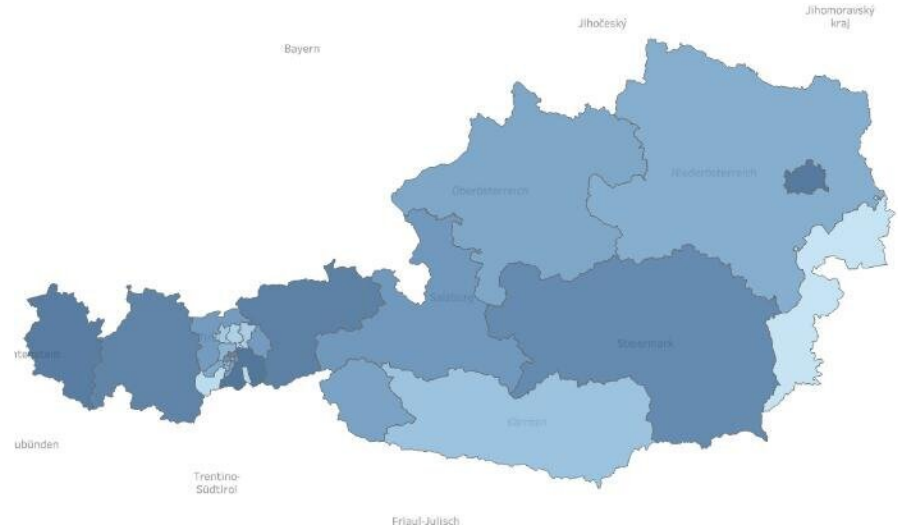 Jihomoravský
kraj
Jihočeský
Bayern
Niederösterreich
Oberösterreich
Salzburg
Steiermark
Kärnten
ubünden
Trentino-
Südtirol
Friaul-Julisch